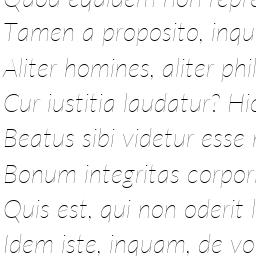 Quod equidem non
Tamen a proposito, inqu
Aliter homines, aliter phil
Cur iustitia laudatur? Hic
Beatus sibi videtur esse
Bonum integritas corpor
Quis est, qui non oderit
Idem iste, inquam, de vo